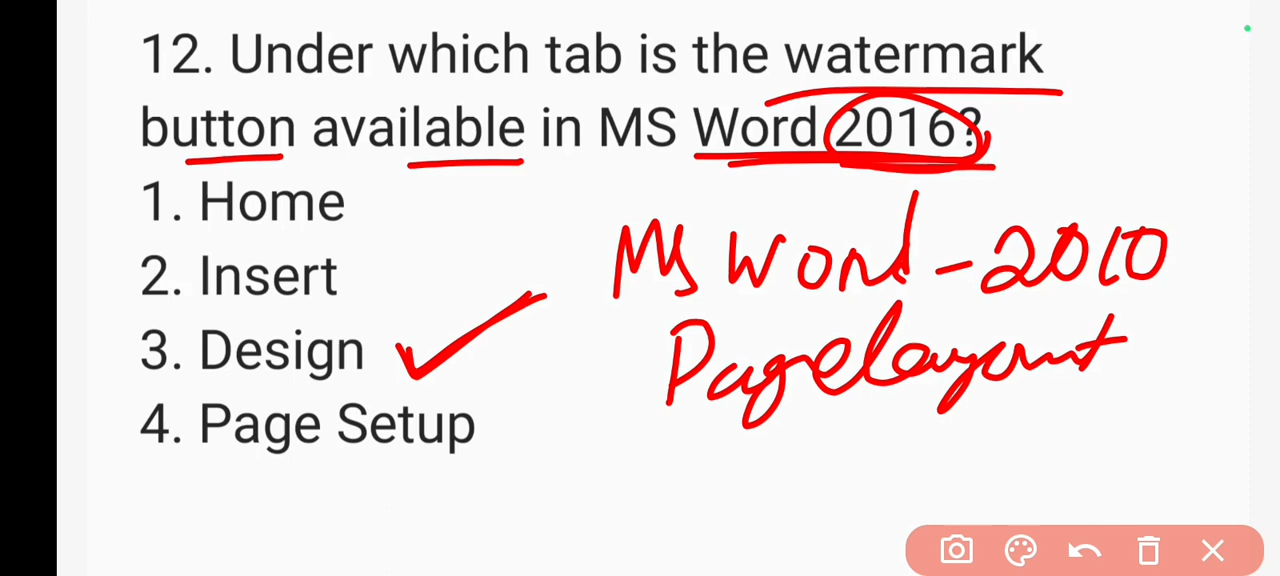 12. Under which tab is the watermark
button available in MS Word 2016?
1. Home
2. Insert
3. Design
4. Page Setup
MS Word-2010
Pagelayout